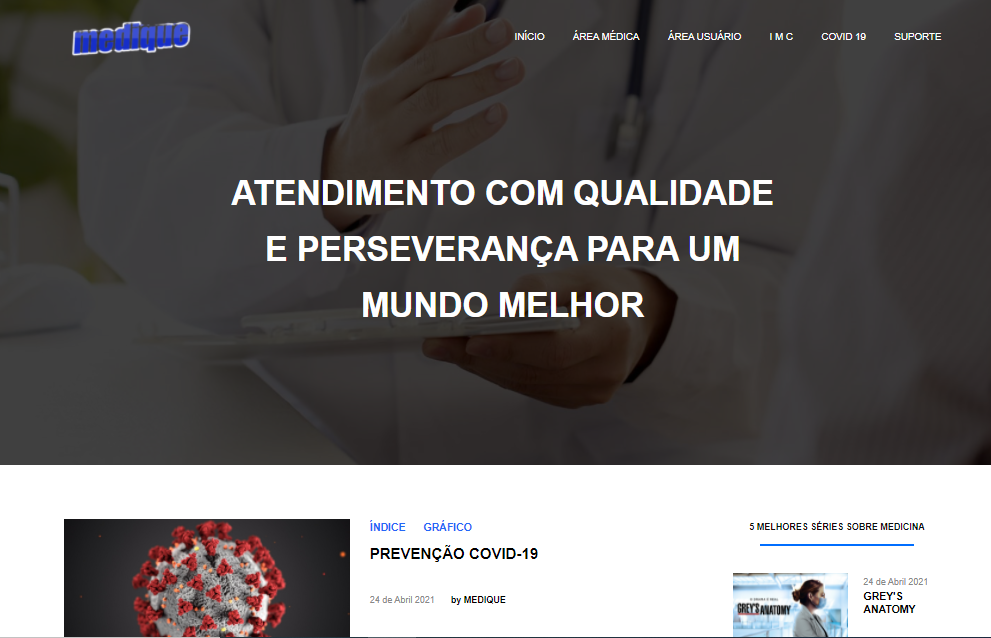 medique
INÍCIO ÁREA MÉDICA ÁREA USUÁRIO I M C COVID 19 SUPORTE
ATENDIMENTO COM QUALIDADE
E PERSEVERANÇA PARA UM
MUNDO MELHOR
ÍNDICE GRÁFICO
PREVENÇÃO COVID-19
24 de Abril 2021 by MEDIQUE
5 MELHORES SÉRIES SOBRE MEDICINA
24 de Abril 2021
GREY'S
ANATOMY
GREY'S ANATOMY